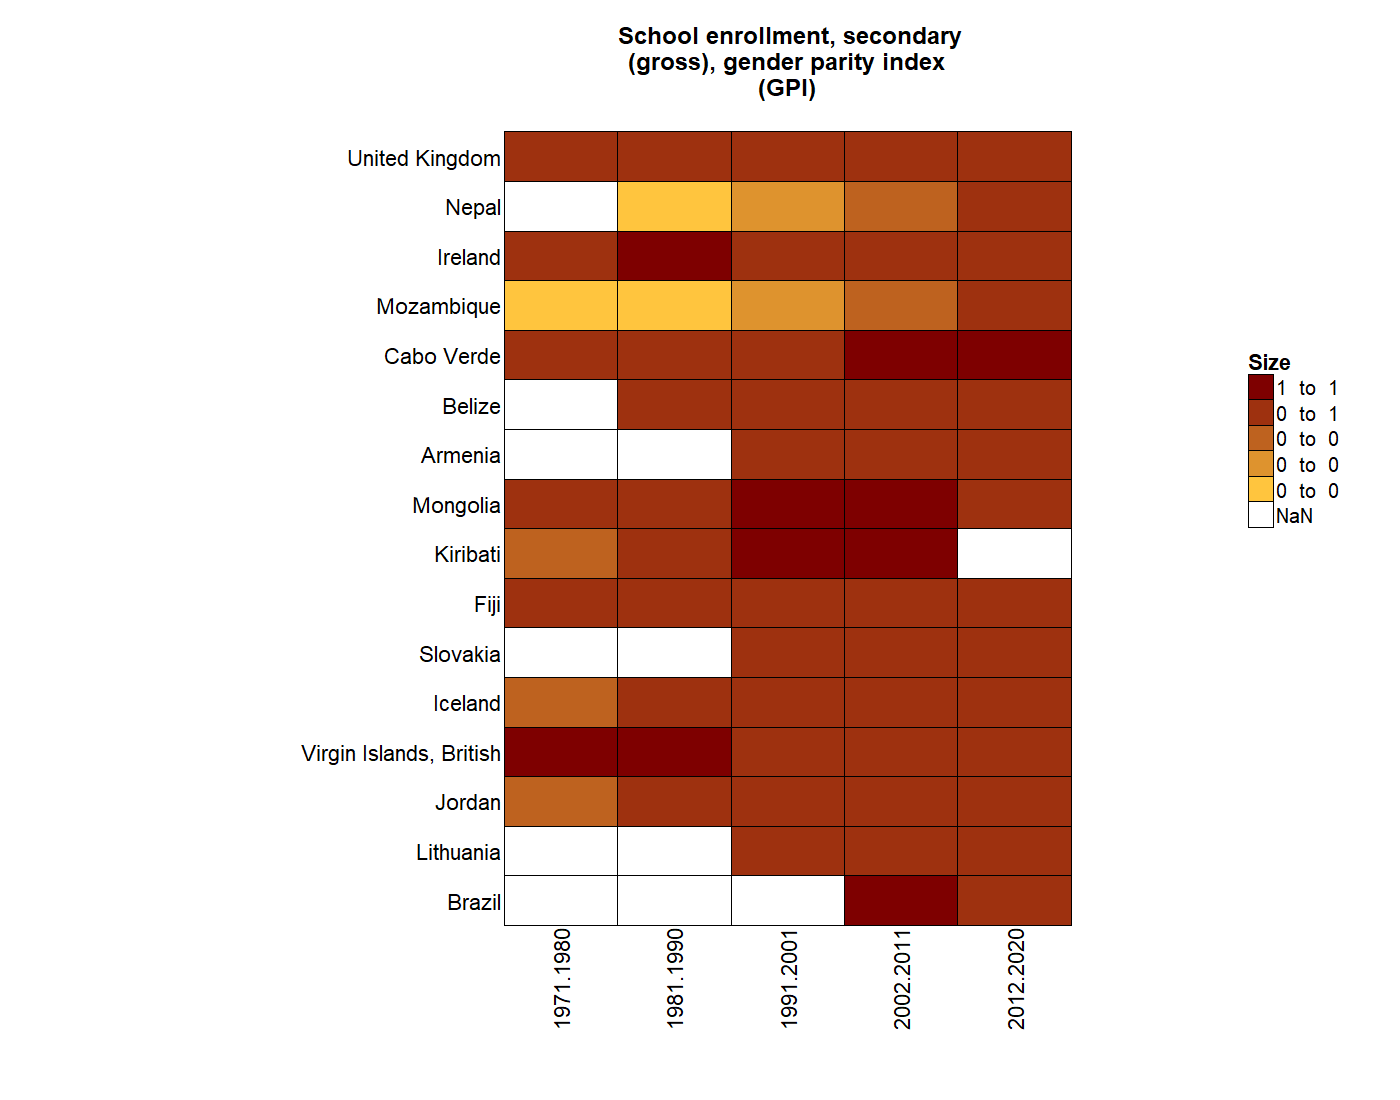 School enrollment, secondary
(gross), gender parity index
(GPI)
United Kingdom
Nepal
Ireland
Mozambique
Cabo Verde
Belize
Armenia
Mongolia
Kiribati
Fiji
Slovakia
Iceland
Virgin Islands, British
Jordan
Lithuania
Brazil
1971.1980
1981.1990
1991.2001
2002.2011
2012.2020
Size
1 to 1
0 to 1
0 to 0
0 to 0
0 to 0
NaN